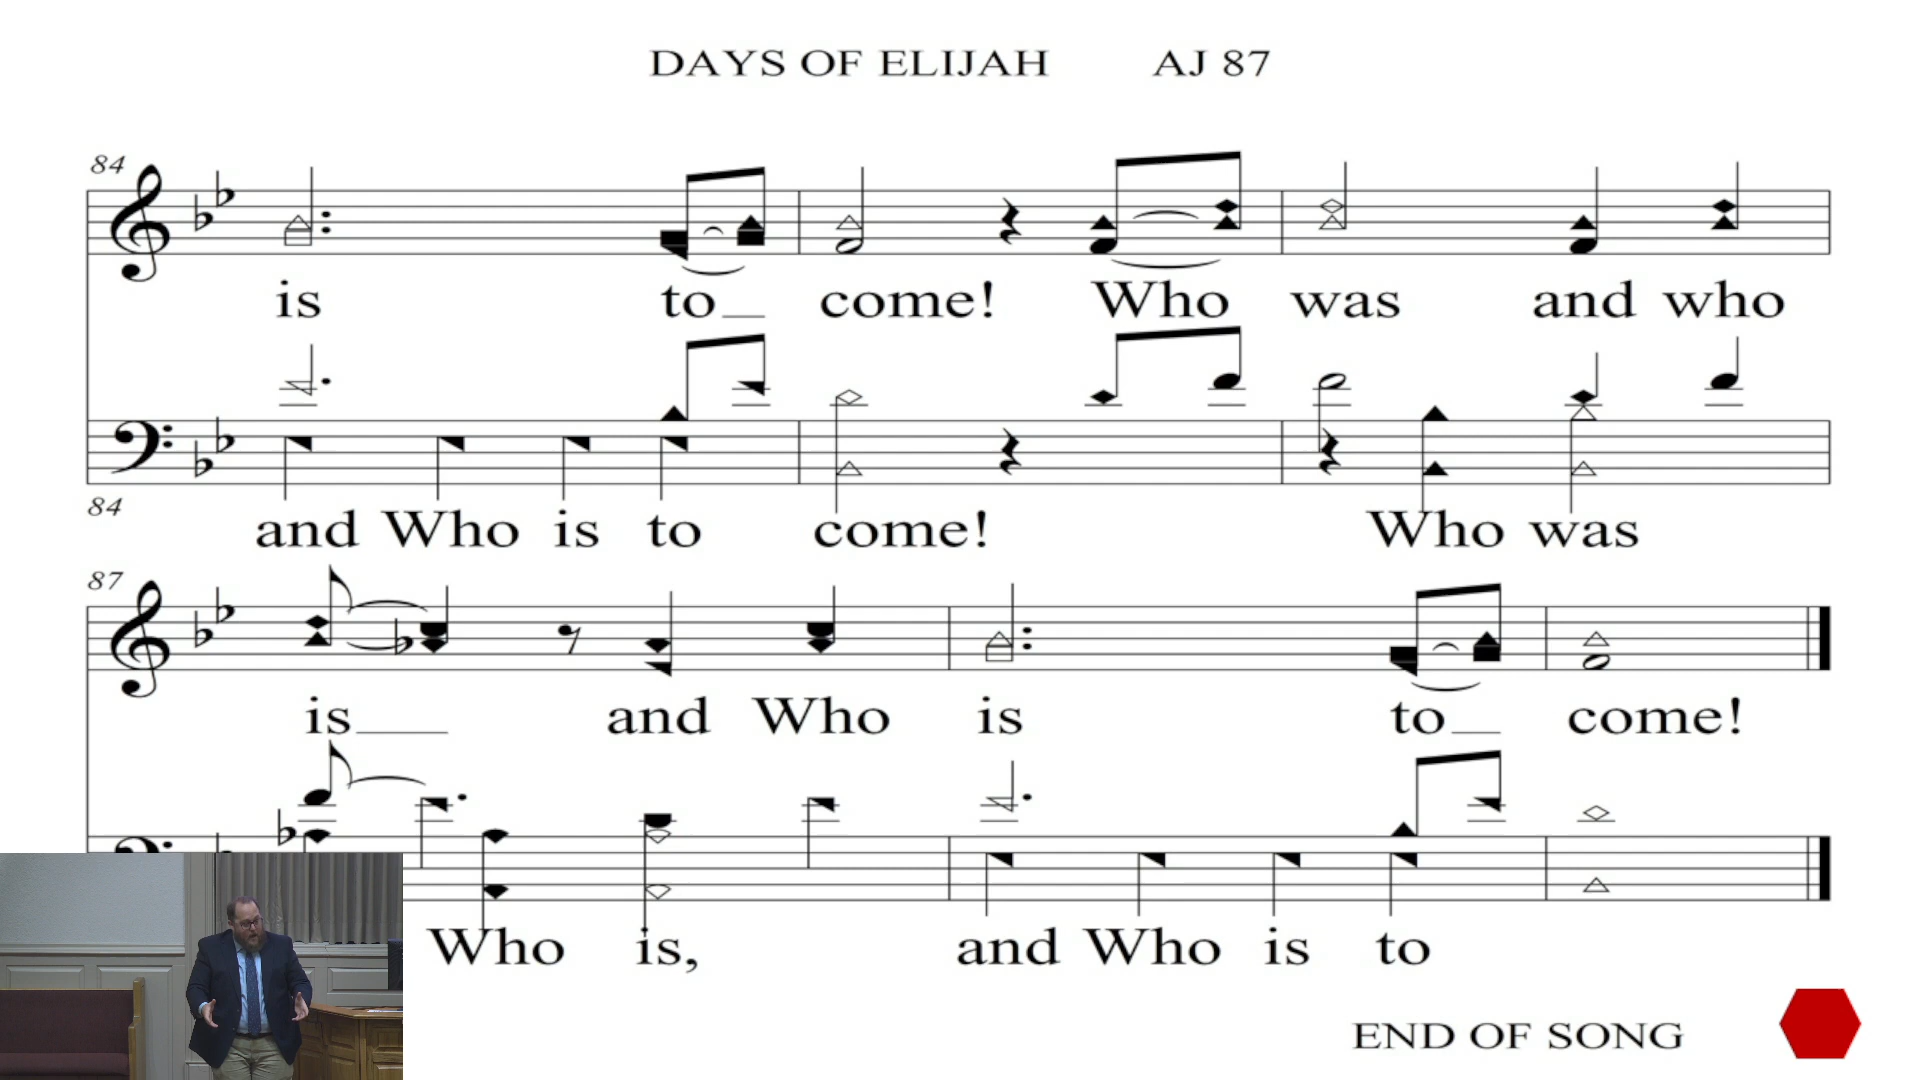 DAYS OF ELIJAH AJ 87
84
is to_ come! Who was and who
84
and Who is to come! Who was
87
is__ and Who is to_ come!
Who is, and Who is to
END OF SONG